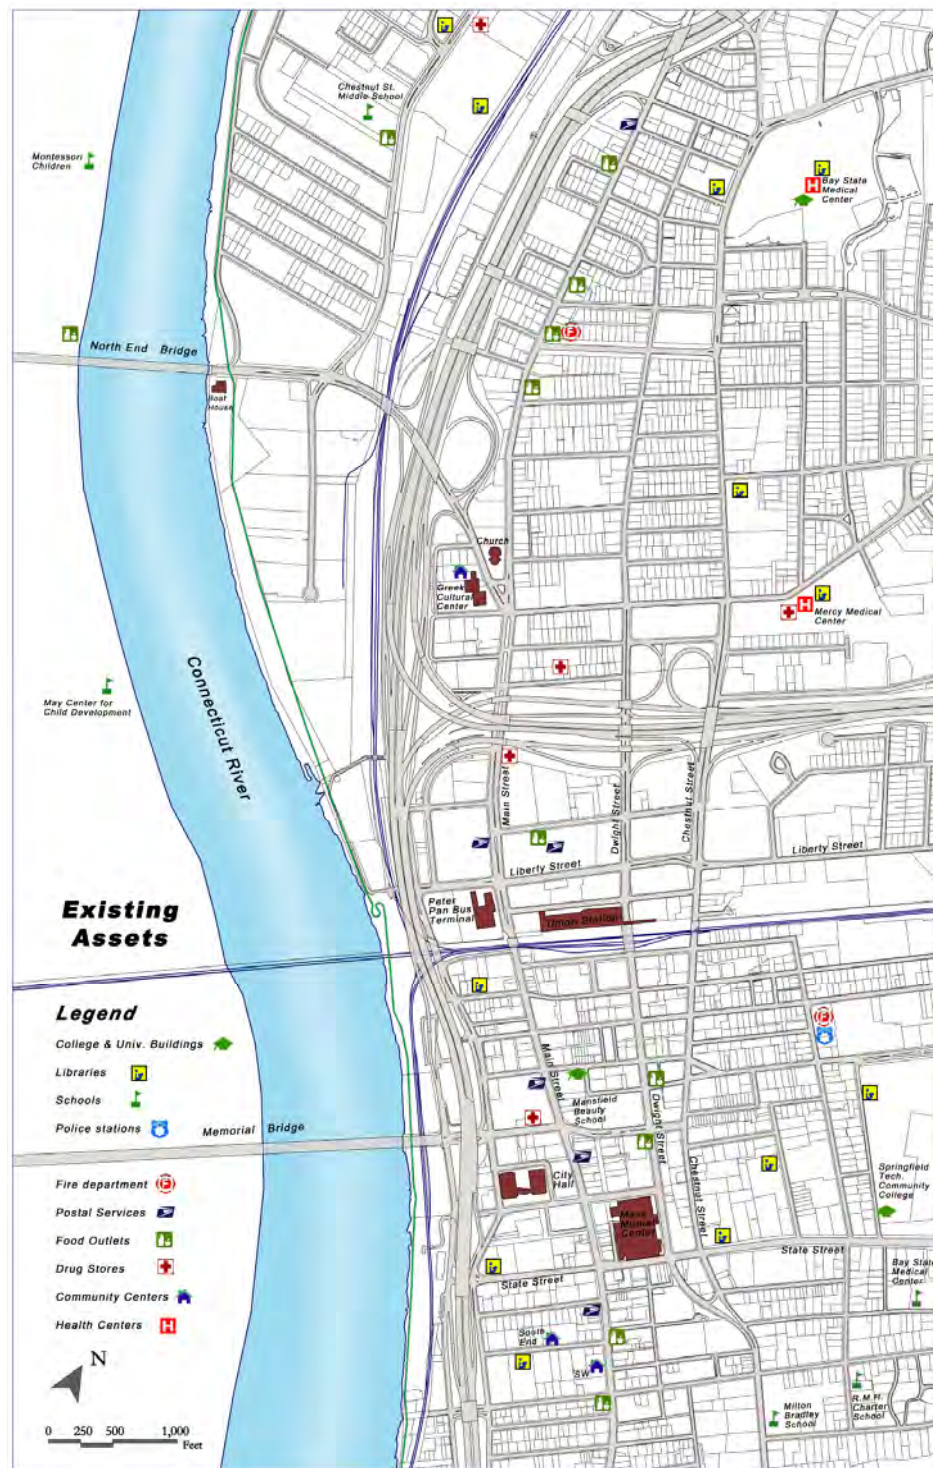 Chestnut St.
Middle School
Montessori
Children
H
Bay State
Medical
Center
North End Bridge
F
Boat
House
Church
Greek
Cultural
Center
H
Mercy Medical
Center
May Center for
Child Development
Connecticut River
Main Street
Dwight Street
Chestnut Street
Liberty Street
Liberty Street
Peter
Pan Bus
Terminal
Union Station
Existing
Assets
Legend
College & Univ. Buildings
Libraries
Schools
Police stations
Memorial Bridge
Fire department
F
Postal Services
Food Outlets
Drug Stores
Community Centers
Health Centers
H
N
0 250 500 1,000
Feet
F
Main Street
Mansfield
Beauty
School
Dwight Street
Chestnut Street
City
Hall
Mass
Mutual
Center
Springfield
Tech.
Community
College
State Street
State Street
Bay State
Medical
Center
South
End
SW
Milton
Bradley
School
R.M.H.
Charter
School